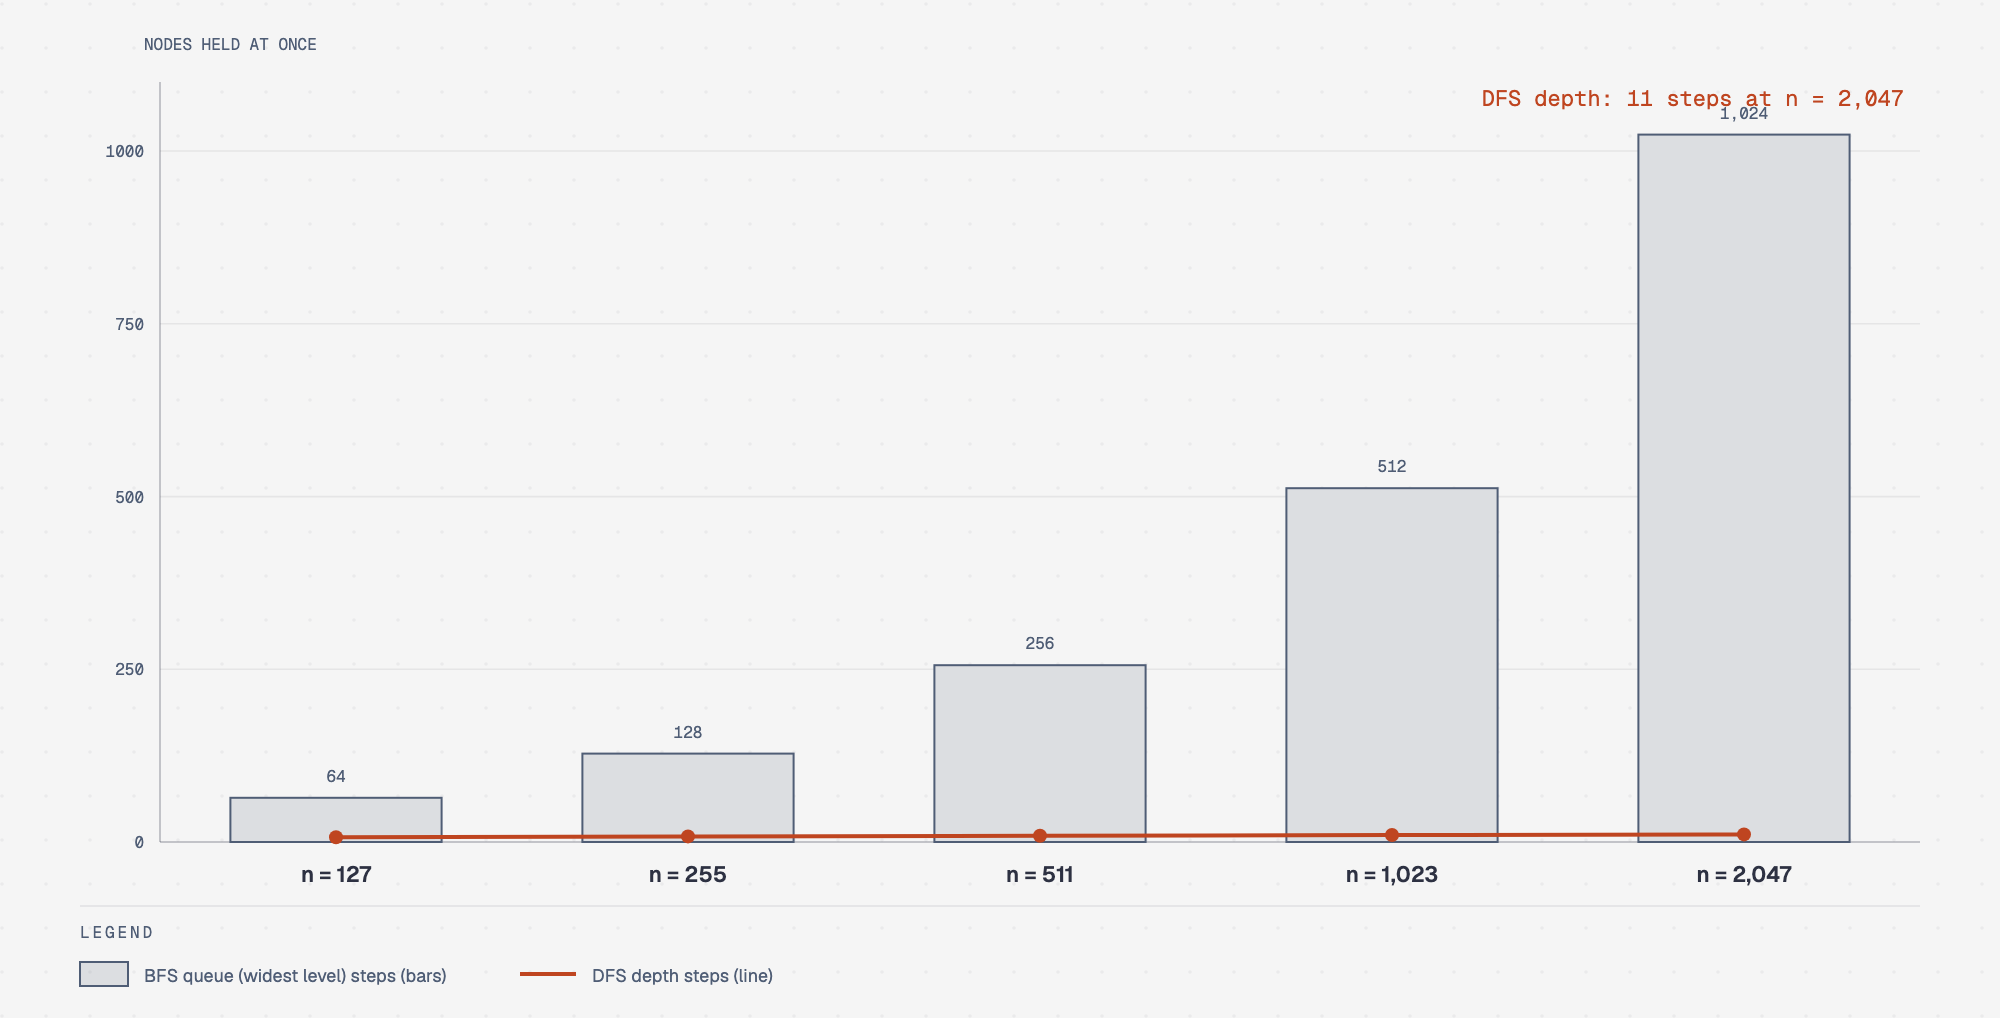 NODES HELD AT ONCE
DFS depth: 11 steps at n = 2,047
1,024
1000
750
512
500
256
250
128
64
0
n = 127
n = 255
n = 511
n = 1,023
n = 2,047
LEGEND
BFS queue (widest level) steps (bars)
DFS depth steps (line)